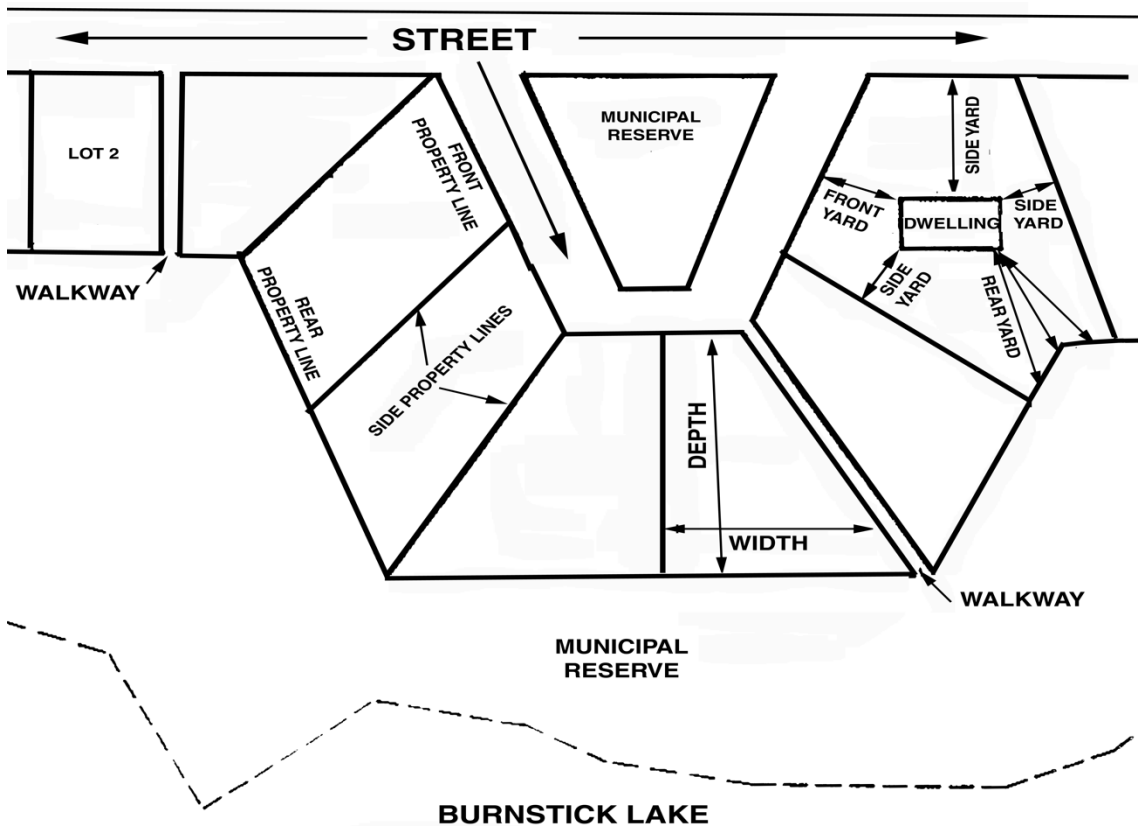 STREET
MUNICIPAL
RESERVE
LOT 2
FRONT
PROPERTY LINE
SIDE YARD
FRONT
YARD
SIDE
YARD
DWELLING
SIDE
YARD
REAR YARD
WALKWAY
REAR
PROPERTY LINE
SIDE PROPERTY LINES
DEPTH
WIDTH
WALKWAY
MUNICIPAL
RESERVE
BURNSTICK LAKE